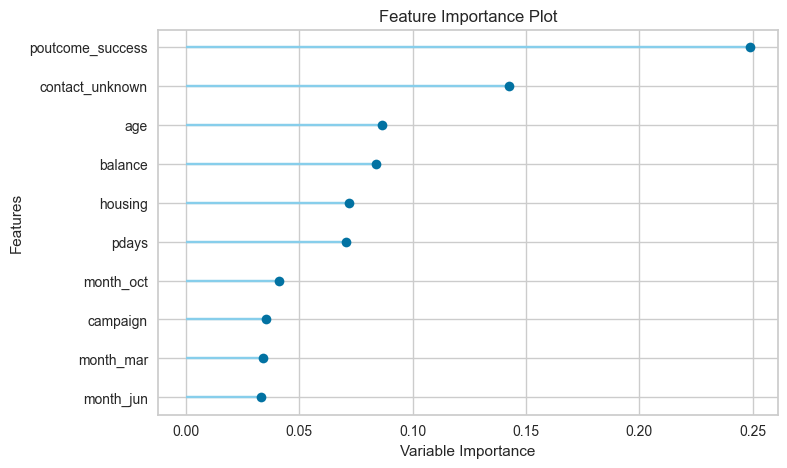 Feature Importance Plot
poutcome_success
contact_unknown
age
balance
housing
pdays
month_oct
campaign
month_mar
month_jun
Features
0.00 0.05 0.10 0.15 0.20 0.25
Variable Importance